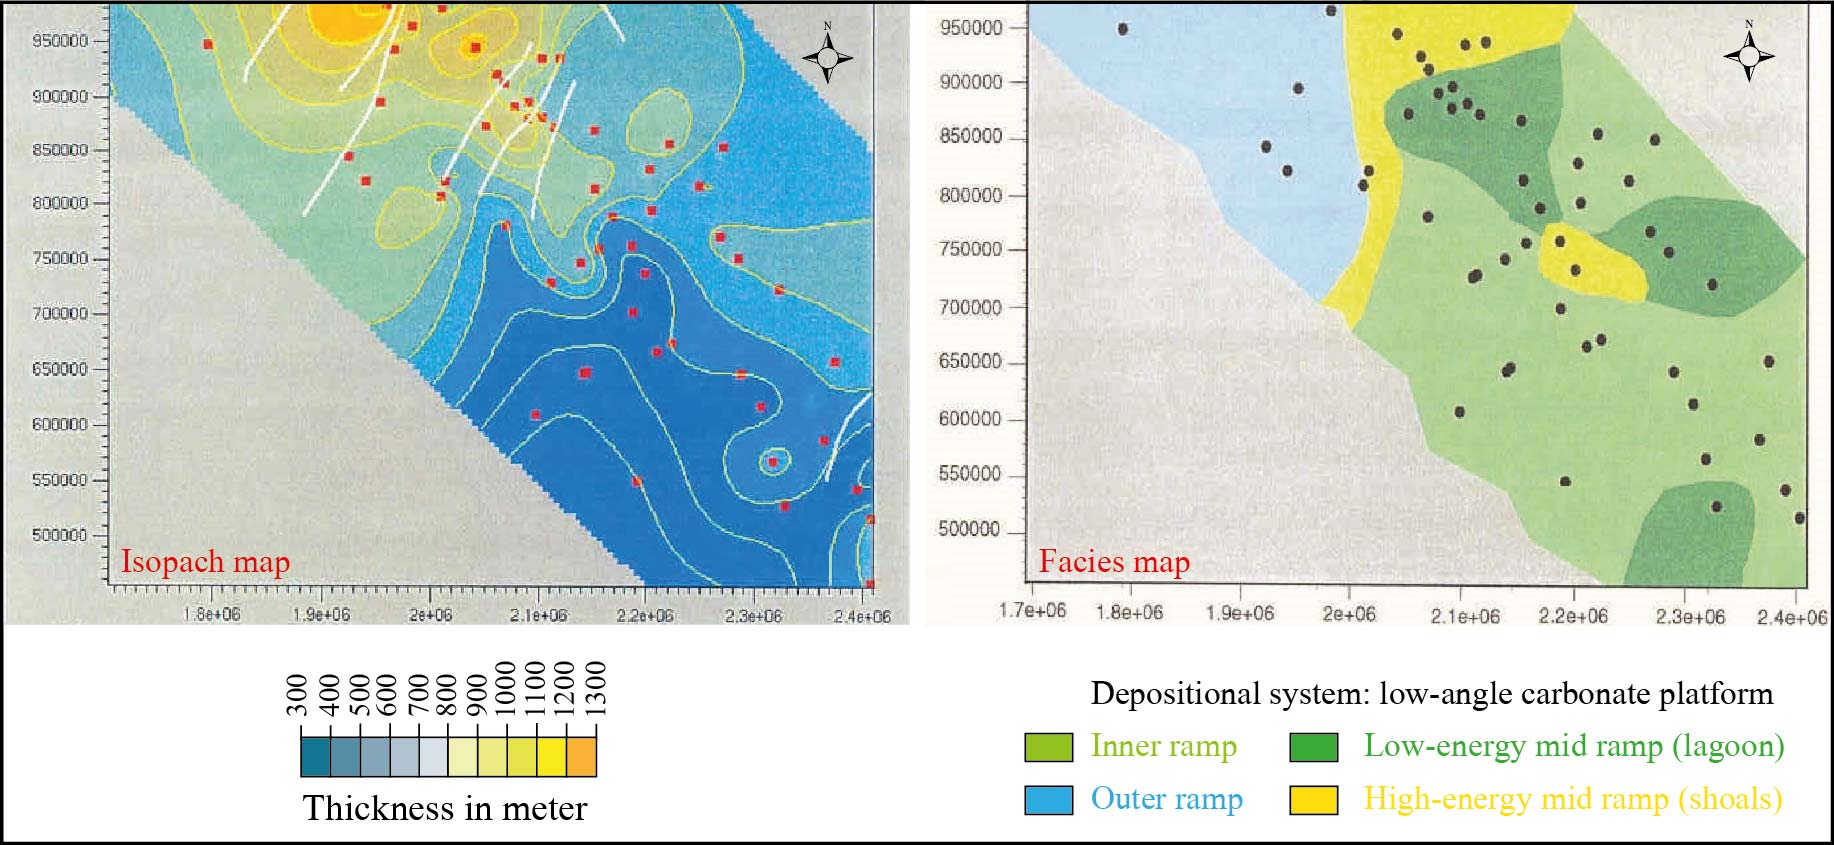 N
950000
900000
850000
800000
750000
700000
650000
600000
550000
500000
Isopach map
1.8e+06 1.9e+06 2e+06 2.1e+06 2.2e+06 2.3e+06 2.4e+06
300 400 500 600 700 800 900 1000 1100 1200 1300
Thickness in meter
N
950000
900000
850000
800000
750000
700000
650000
600000
550000
500000
Facies map
1.7e+06 1.8e+06 1.9e+06 2e+06 2.1e+06 2.2e+06 2.3e+06 2.4e+06
Depositional system: low-angle carbonate platform
Inner ramp Low-energy mid ramp (lagoon)
Outer ramp High-energy mid ramp (shoals)